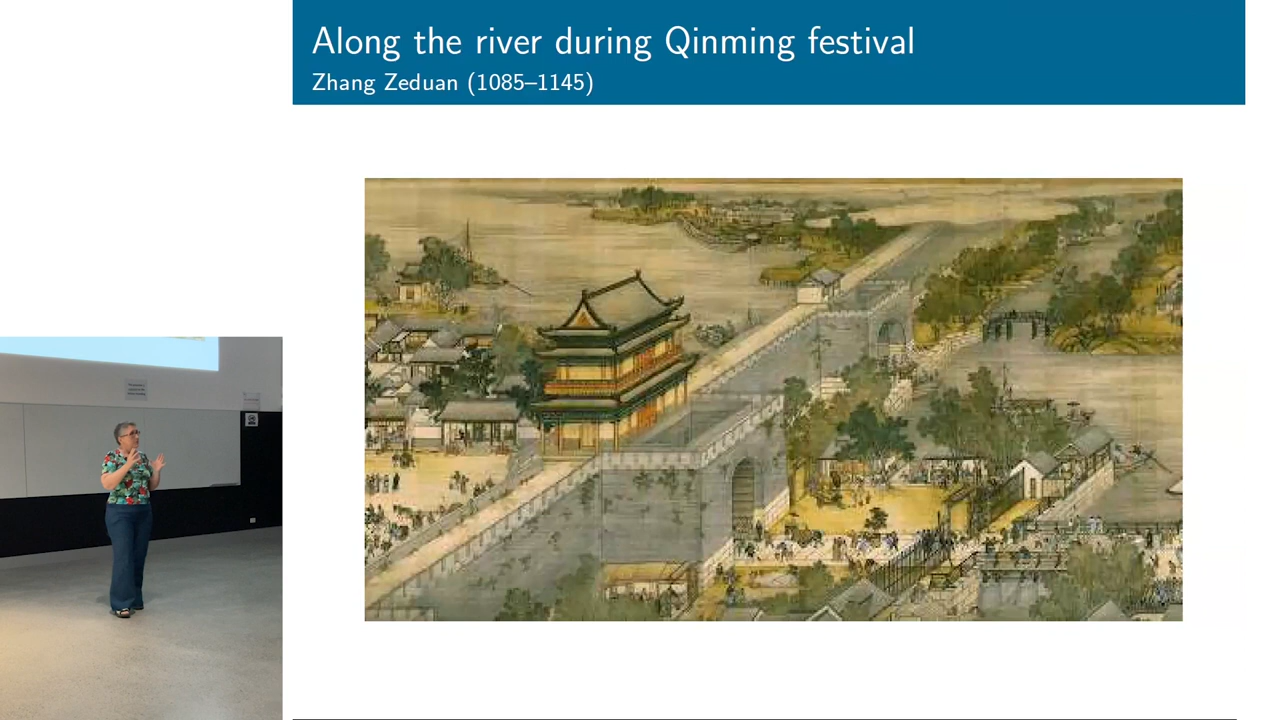 Along the river during Qinming festival
Zhang Zeduan (1085–1145)